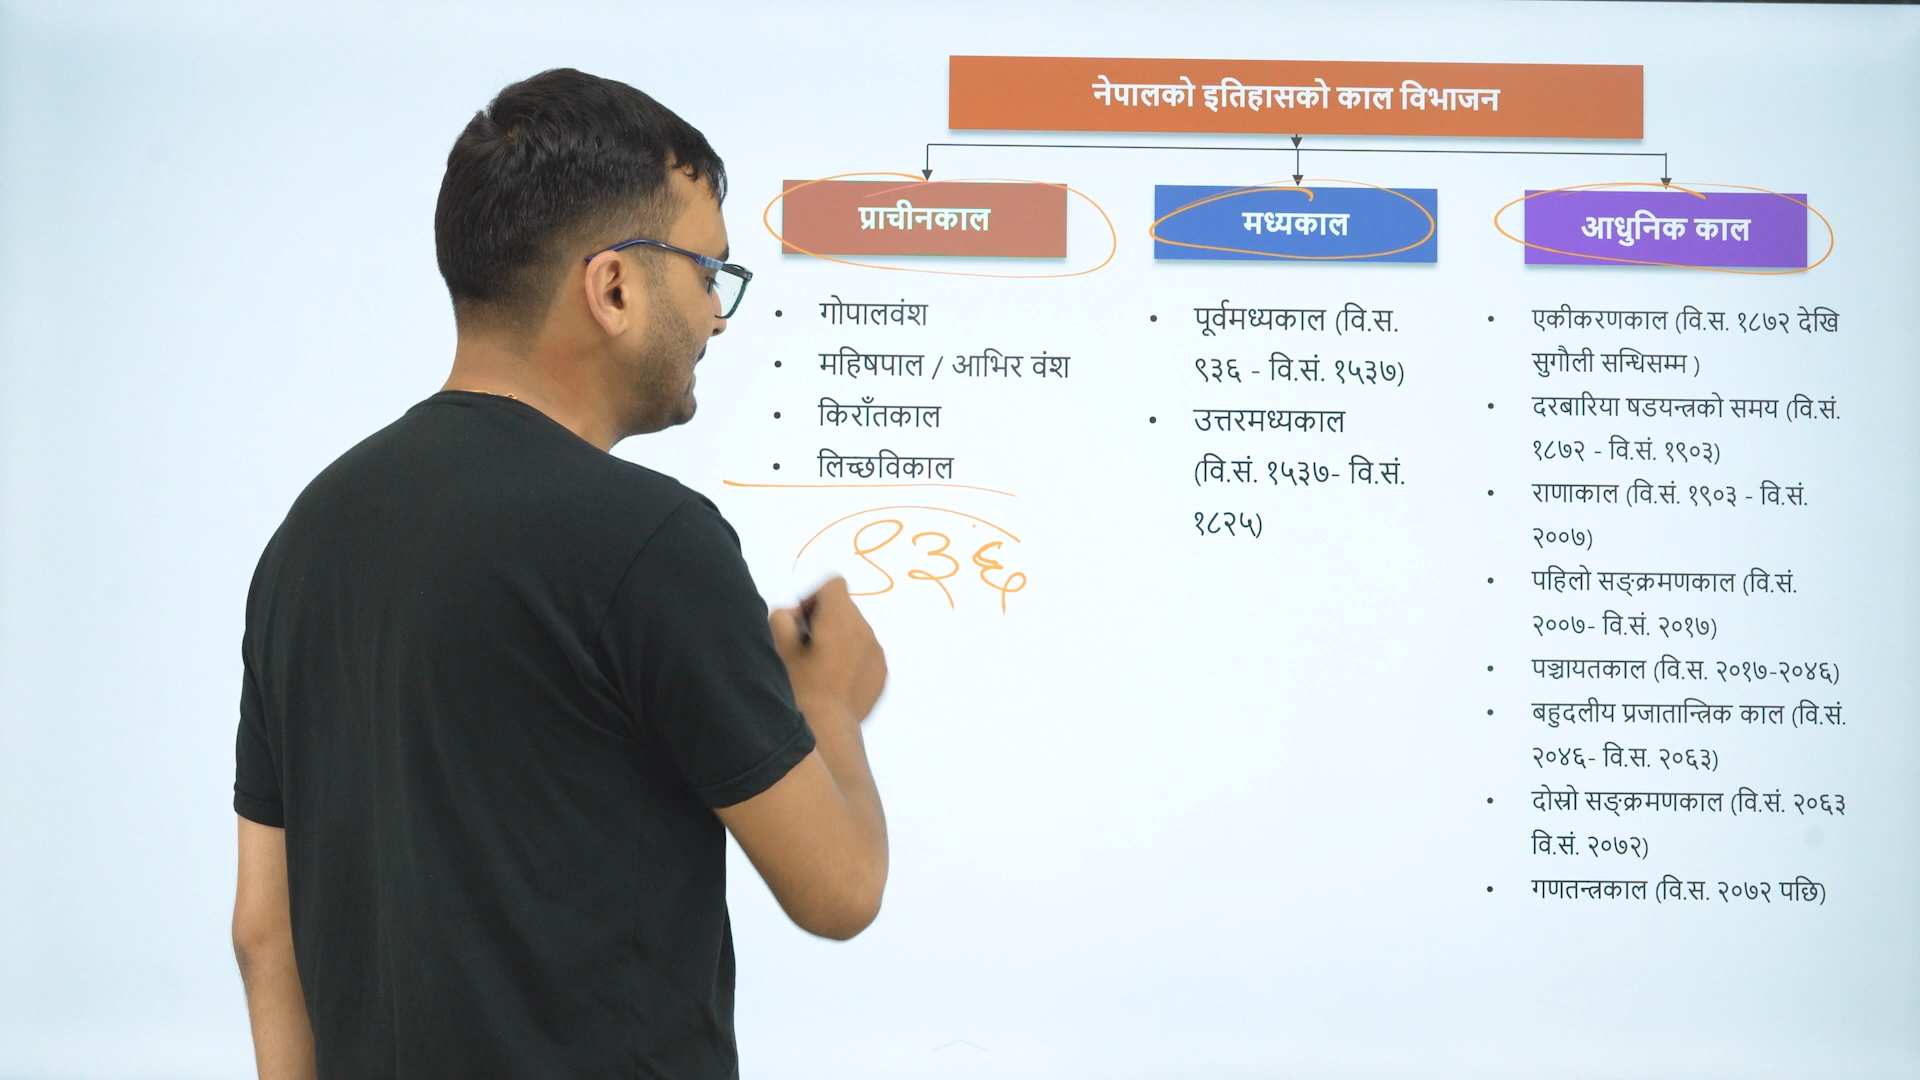 नेपालको इतिहासको काल विभाजन
प्राचीनकाल
• गोपालवंश
• महिषपाल / आभिर वंश
• किराँतकाल
• लिच्छविकाल
९३६
मध्यकाल
• पूर्वमध्यकाल (वि.स.
९३६ - वि.सं. १५३७)
• उत्तरमध्यकाल
(वि.सं. १५३७- वि.सं.
१८२५)
आधुनिक काल
• एकीकरणकाल (वि.स. १८७२ देखि
सुगौली सन्धिसम्म )
• दरबारिया षडयन्त्रको समय (वि.सं.
१८७२ - वि.सं. १९०३)
• राणाकाल (वि.सं. १९०३ - वि.सं.
२००७)
• पहिलो सङ्क्रमणकाल (वि.सं.
२००७- वि.सं. २०१७)
• पञ्चायतकाल (वि.स. २०१७-२०४६)
• बहुदलीय प्रजातान्त्रिक काल (वि.सं.
२०४६- वि.स. २०६३)
• दोस्रो सङ्क्रमणकाल (वि.सं. २०६३
वि.सं. २०७२)
• गणतन्त्रकाल (वि.स. २०७२ पछि)